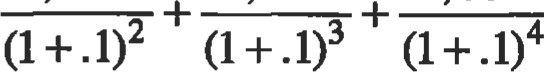 + +
(1+.1)² (1+.1)³ (1+.1)⁴